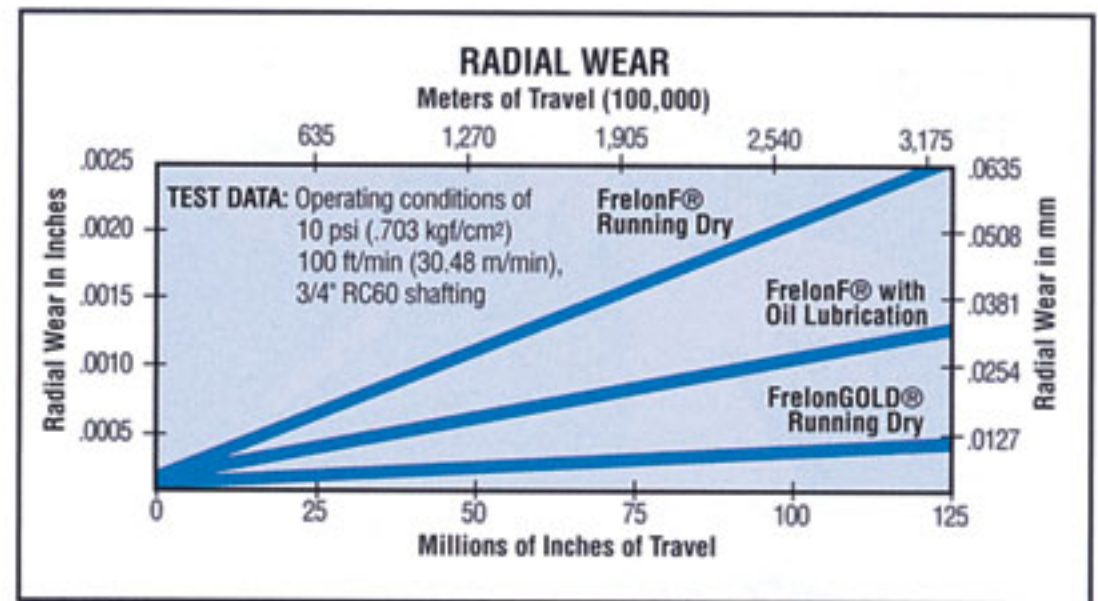 RADIAL WEAR
Meters of Travel (100,000)
635 1,270 1,905 2,540 3,175
Radial Wear In Inches
.0025
.0020
.0015
.0010
.0005
TEST DATA: Operating conditions of
10 psi (.703 kgf/cm²)
100 ft/min (30.48 m/min),
3/4" RC60 shafting
FrelonF®
Running Dry
FrelonF® with
Oil Lubrication
FrelonGOLD®
Running Dry
.0635
.0508
.0381
.0254
.0127
Radial Wear in mm
0 25 50 75 100 125
Millions of Inches of Travel